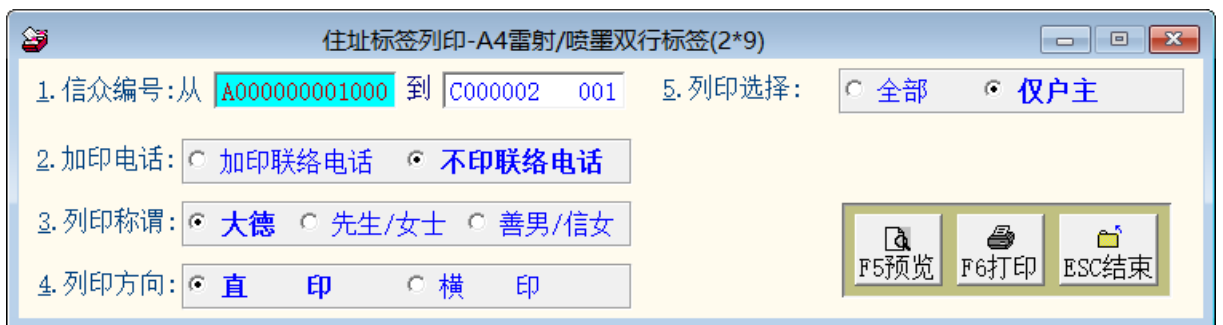 住址标签列印-A4雷射/喷墨双行标签(2*9)
1.信众编号:从 A000000001000 到 C000002 001 5.列印选择: 全部 仅户主
2.加印电话: 加印联络电话 不印联络电话
3.列印称谓: 大德 先生/女士 善男/信女
4.列印方向: 直 印 横 印
F5预览 F6打印 ESC结束